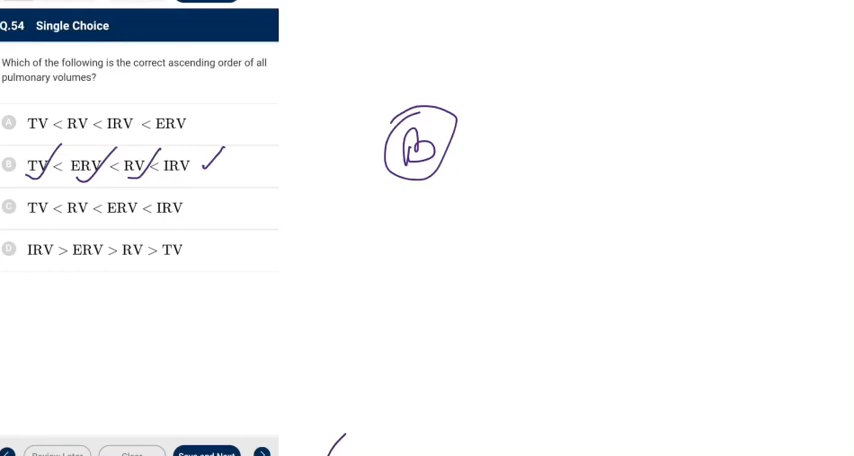 Q.54 Single Choice
Which of the following is the correct ascending order of all
pulmonary volumes?
A TV < RV < IRV < ERV
B TV < ERV < RV < IRV
B
C TV < RV < ERV < IRV
D IRV > ERV > RV > TV
Review Later Clear Save and Next